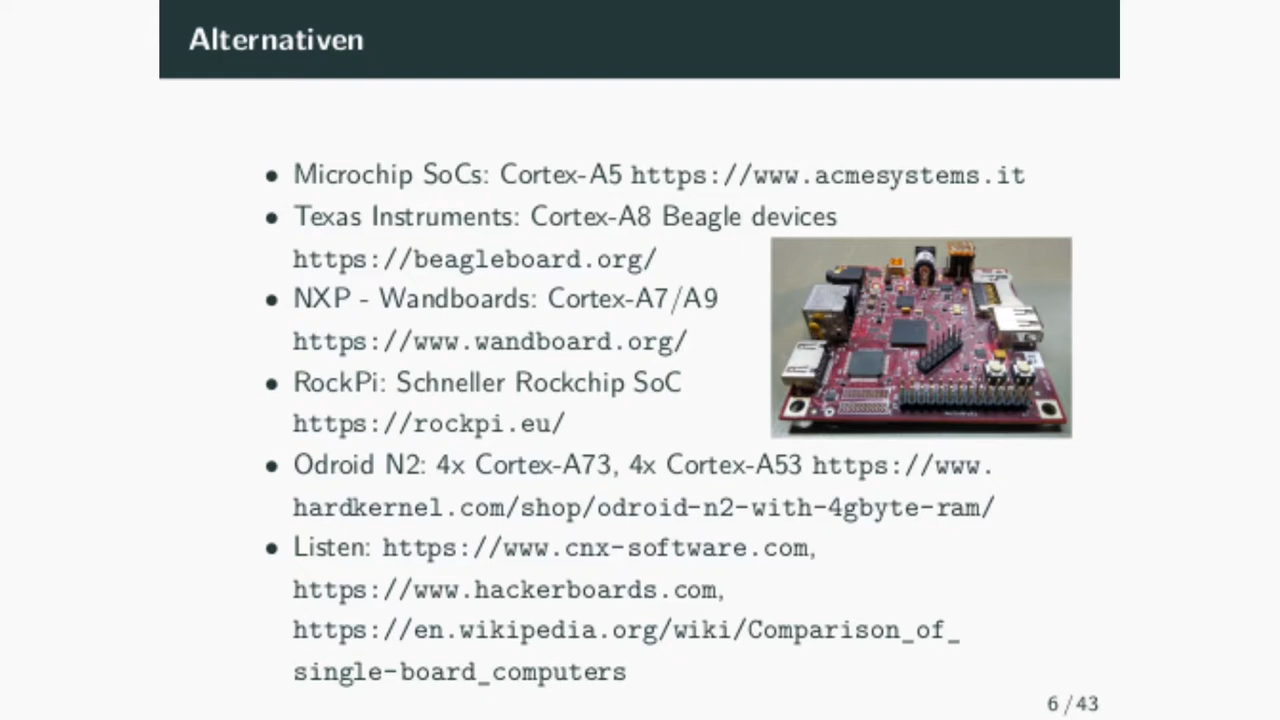 Alternativen
• Microchip SoCs: Cortex-A5 https://www.acmesystems.it
• Texas Instruments: Cortex-A8 Beagle devices
https://beagleboard.org/
• NXP - Wandboards: Cortex-A7/A9
https://www.wandboard.org/
• RockPi: Schneller Rockchip SoC
https://rockpi.eu/
• Odroid N2: 4x Cortex-A73, 4x Cortex-A53 https://www.
hardkernel.com/shop/odroid-n2-with-4gbyte-ram/
• Listen: https://www.cnx-software.com,
https://www.hackerboards.com,
https://en.wikipedia.org/wiki/Comparison_of_
single-board_computers
6 / 43